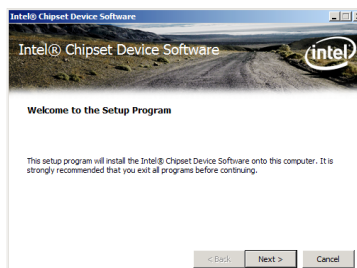 Intel® Chipset Device Software
Intel® Chipset Device Software
intel
Welcome to the Setup Program
This setup program will install the Intel® Chipset Device Software onto this computer. It is
strongly recommended that you exit all programs before continuing.
< Back
Next >
Cancel